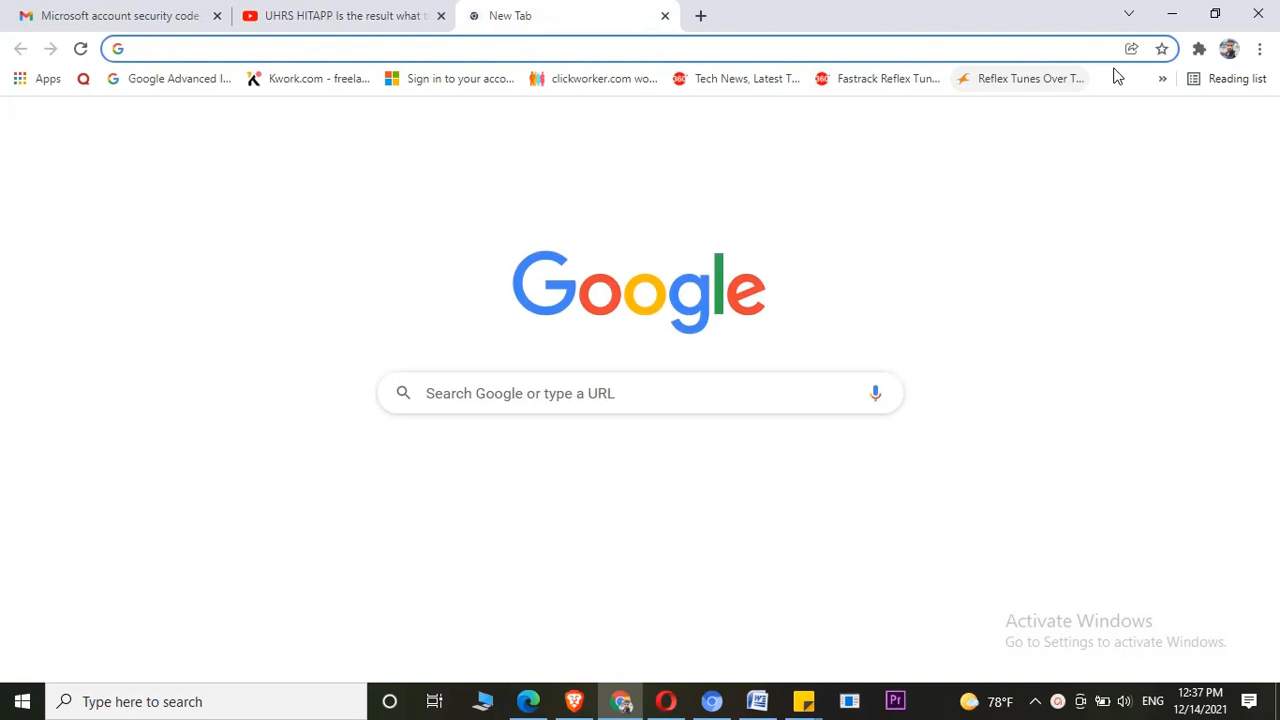 Microsoft account security code
UHRS HITAPP Is the result what t
New Tab
Apps
Google Advanced I...
Kwork.com - freela...
Sign in to your acco...
clickworker.com wo...
Tech News, Latest T...
Fastrack Reflex Tun...
Reflex Tunes Over T...
»
Reading list
Google
Search Google or type a URL
Activate Windows
Go to Settings to activate Windows.
Type here to search
78°F
ENG
12:37 PM
12/14/2021